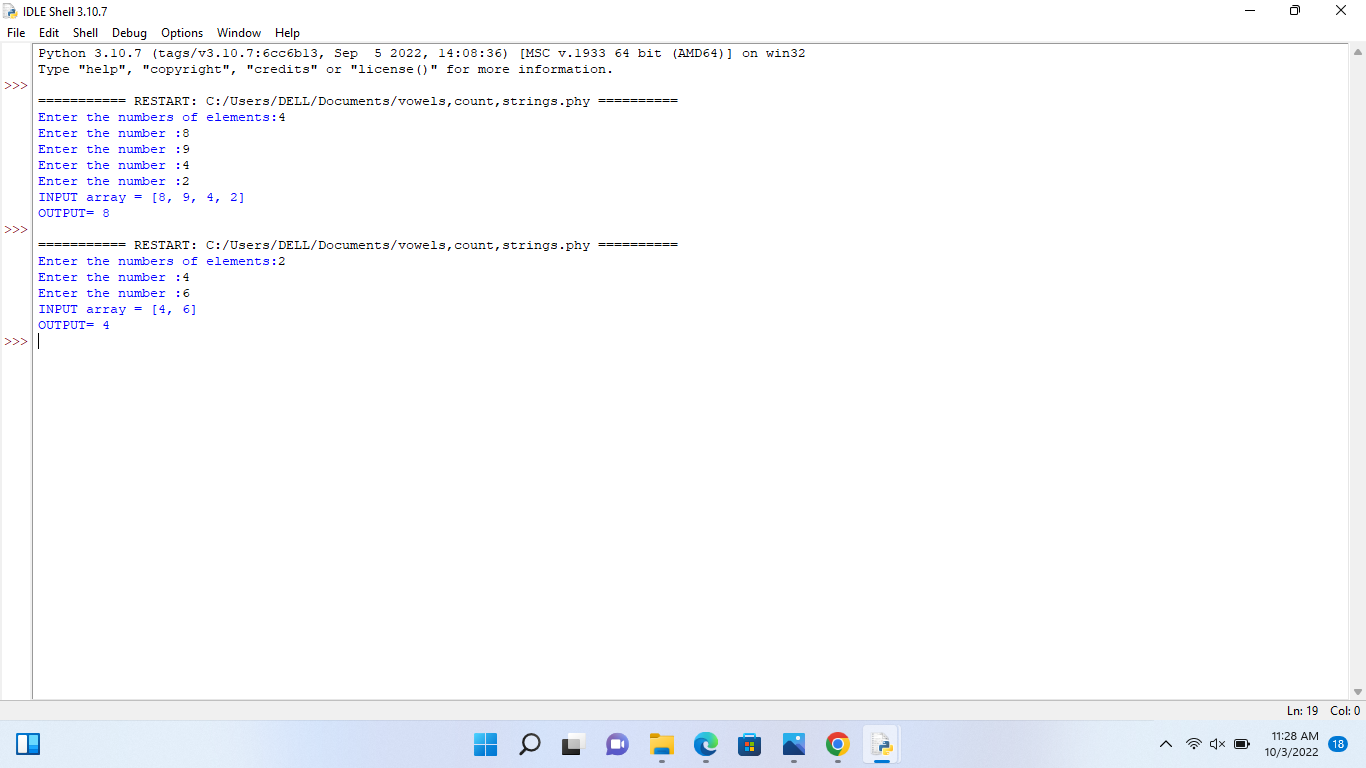 IDLE Shell 3.10.7
File Edit Shell Debug Options Window Help
Python 3.10.7 (tags/v3.10.7:6cc6b13, Sep  5 2022, 14:08:36) [MSC v.1933 64 bit (AMD64)] on win32
Type "help", "copyright", "credits" or "license()" for more information.
>>>
=========== RESTART: C:/Users/DELL/Documents/vowels,count,strings.phy ==========
Enter the numbers of elements:4
Enter the number :8
Enter the number :9
Enter the number :4
Enter the number :2
INPUT array = [8, 9, 4, 2]
OUTPUT= 8
>>>
=========== RESTART: C:/Users/DELL/Documents/vowels,count,strings.phy ==========
Enter the numbers of elements:2
Enter the number :4
Enter the number :6
INPUT array = [4, 6]
OUTPUT= 4
>>>
Ln: 19 Col: 0
11:28 AM
10/3/2022
18